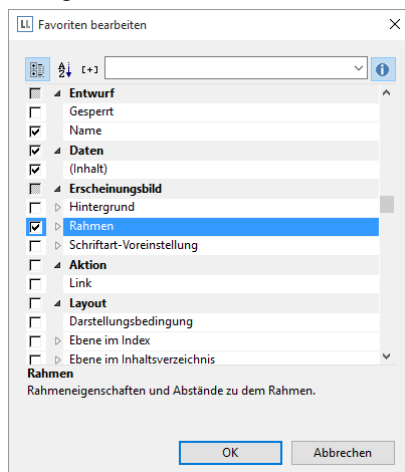 LL Favoriten bearbeiten
A Z [+]
Entwurf
Gesperrt
Name
Daten
(Inhalt)
Erscheinungsbild
Hintergrund
Rahmen
Schriftart-Voreinstellung
Aktion
Link
Layout
Darstellungsbedingung
Ebene im Index
Ebene im Inhaltsverzeichnis
Rahmen
Rahmeneigenschaften und Abstände zu dem Rahmen.
OK Abbrechen